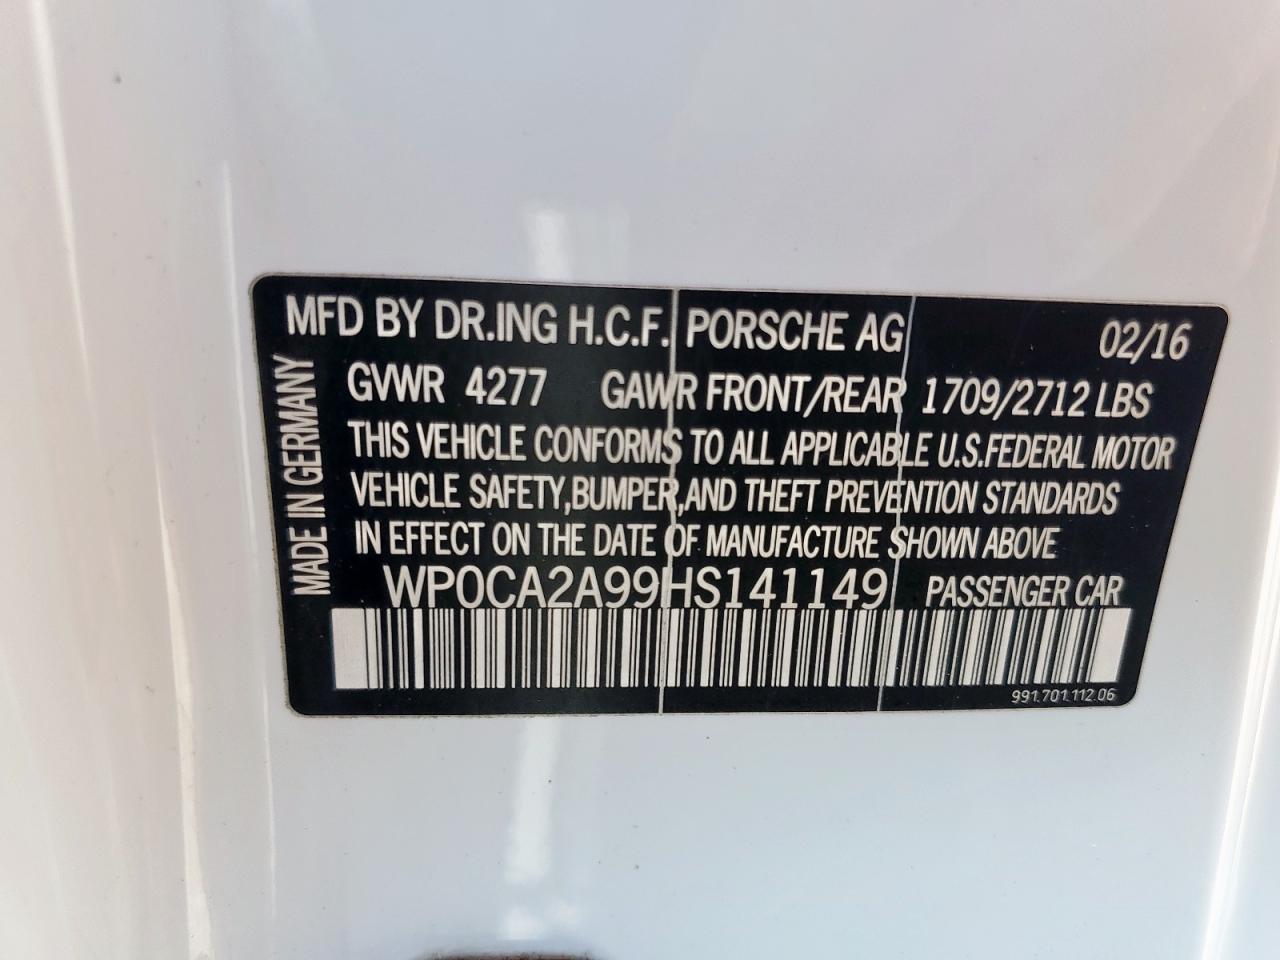 MFD BY DR.ING H.C.F. PORSCHE AG 02/16
GVWR 4277 GAWR FRONT/REAR 1709/2712 LBS
THIS VEHICLE CONFORMS TO ALL APPLICABLE U.S.FEDERAL MOTOR
VEHICLE SAFETY,BUMPER,AND THEFT PREVENTION STANDARDS
IN EFFECT ON THE DATE OF MANUFACTURE SHOWN ABOVE
WP0CA2A99HS141149 PASSENGER CAR
991.701.112.06
MADE IN GERMANY